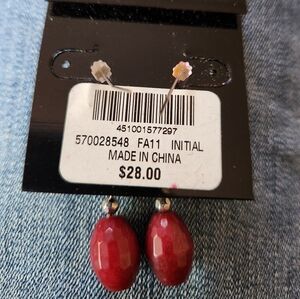 451001577297
570028548 FA11 INITIAL
MADE IN CHINA
$28.00